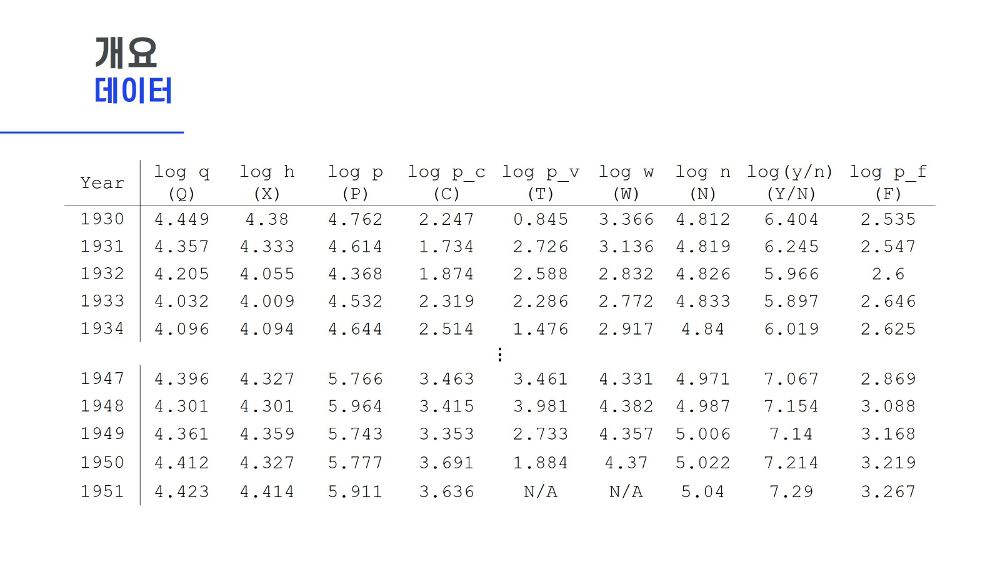 개요
데이터
Year log q (Q) log h (X) log p (P) log p_c (C) log p_v (T) log w (W) log n (N) log(y/n) (Y/N) log p_f (F)
1930 4.449 4.38 4.762 2.247 0.845 3.366 4.812 6.404 2.535
1931 4.357 4.333 4.614 1.734 2.726 3.136 4.819 6.245 2.547
1932 4.205 4.055 4.368 1.874 2.588 2.832 4.826 5.966 2.6
1933 4.032 4.009 4.532 2.319 2.286 2.772 4.833 5.897 2.646
1934 4.096 4.094 4.644 2.514 1.476 2.917 4.84 6.019 2.625
⋮
1947 4.396 4.327 5.766 3.463 3.461 4.331 4.971 7.067 2.869
1948 4.301 4.301 5.964 3.415 3.981 4.382 4.987 7.154 3.088
1949 4.361 4.359 5.743 3.353 2.733 4.357 5.006 7.14 3.168
1950 4.412 4.327 5.777 3.691 1.884 4.37 5.022 7.214 3.219
1951 4.423 4.414 5.911 3.636 N/A N/A 5.04 7.29 3.267